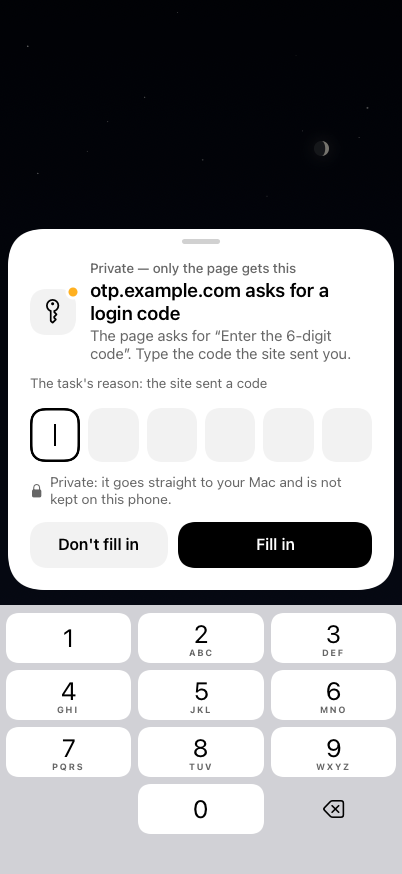 Private — only the page gets this
otp.example.com asks for a
login code
The page asks for “Enter the 6-digit
code”. Type the code the site sent you.
The task's reason: the site sent a code
Private: it goes straight to your Mac and is not
kept on this phone.
Don't fill in
Fill in
1
2
ABC
3
DEF
4
GHI
5
JKL
6
MNO
7
PQRS
8
TUV
9
WXYZ
0